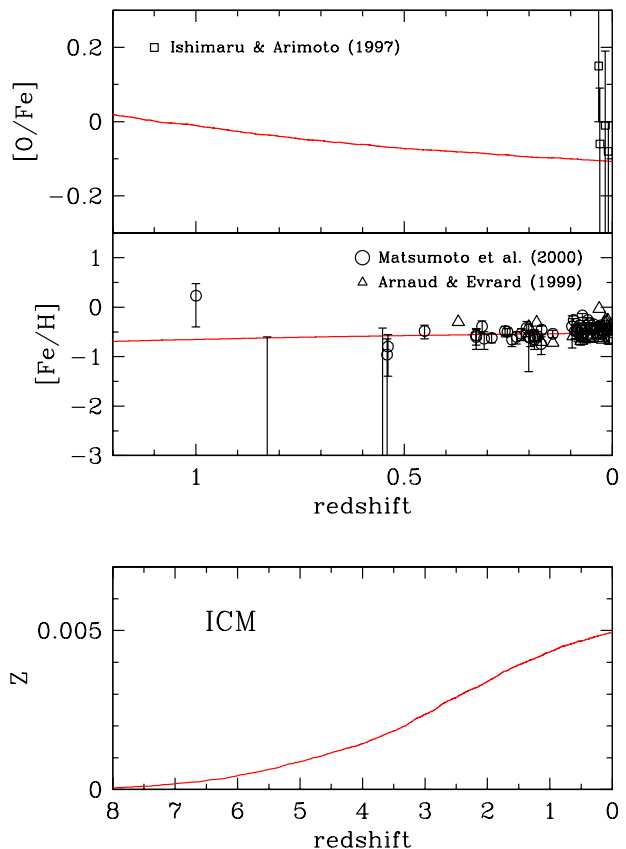 0.2
Ishimaru & Arimoto (1997)
0
[O/Fe]
−0.2
1
Matsumoto et al. (2000)
0
Arnaud & Evrard (1999)
[Fe/H]
−1
−2
−3
1
0.5
0
redshift
ICM
0.005
Z
0
8
7
6
5
4
3
2
1
0
redshift